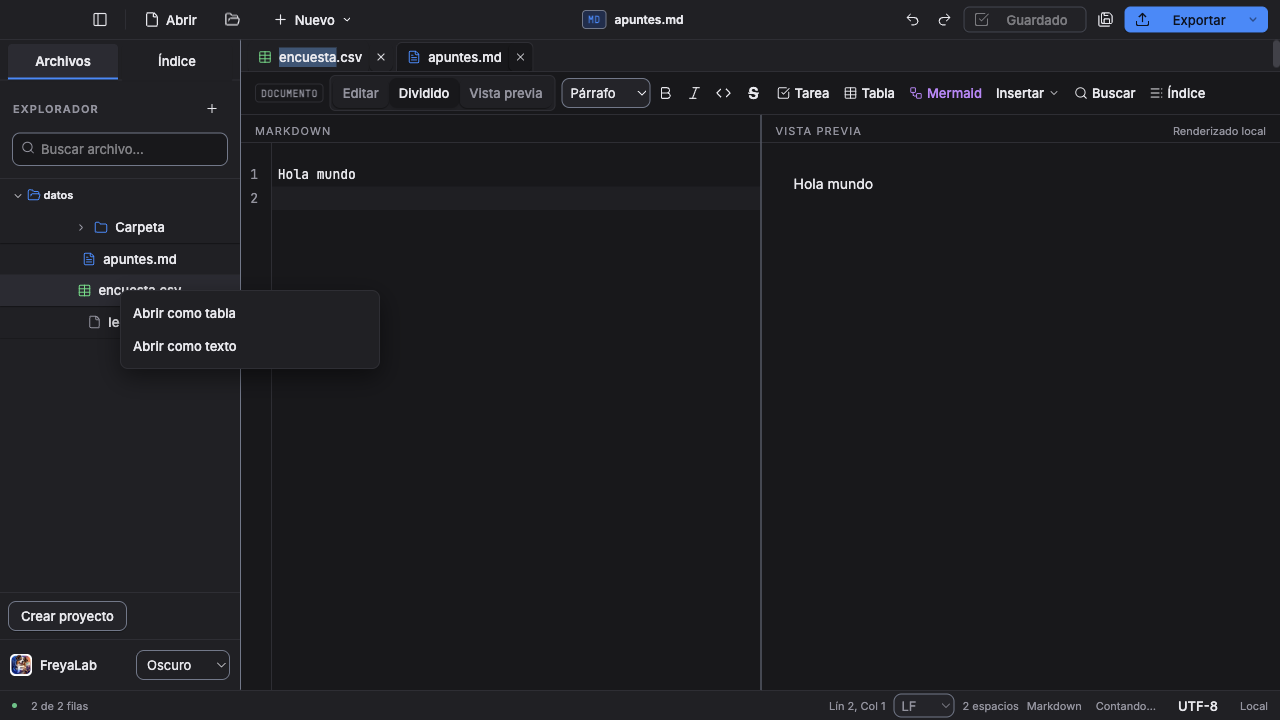 Abrir
Nuevo
MD apuntes.md
Guardado
Exportar
Archivos
Índice
encuesta.csv
apuntes.md
EXPLORADOR
DOCUMENTO
Editar
Dividido
Vista previa
Párrafo
B
I
S
Tarea
Tabla
Mermaid
Insertar
Buscar
Índice
Buscar archivo...
MARKDOWN
VISTA PREVIA
Renderizado local
datos
Carpeta
apuntes.md
encuesta.csv
le
Abrir como tabla
Abrir como texto
1 Hola mundo
2
Hola mundo
Crear proyecto
FreyaLab
Oscuro
2 de 2 filas
Lín 2, Col 1
LF
2 espacios
Markdown
Contando...
UTF-8
Local